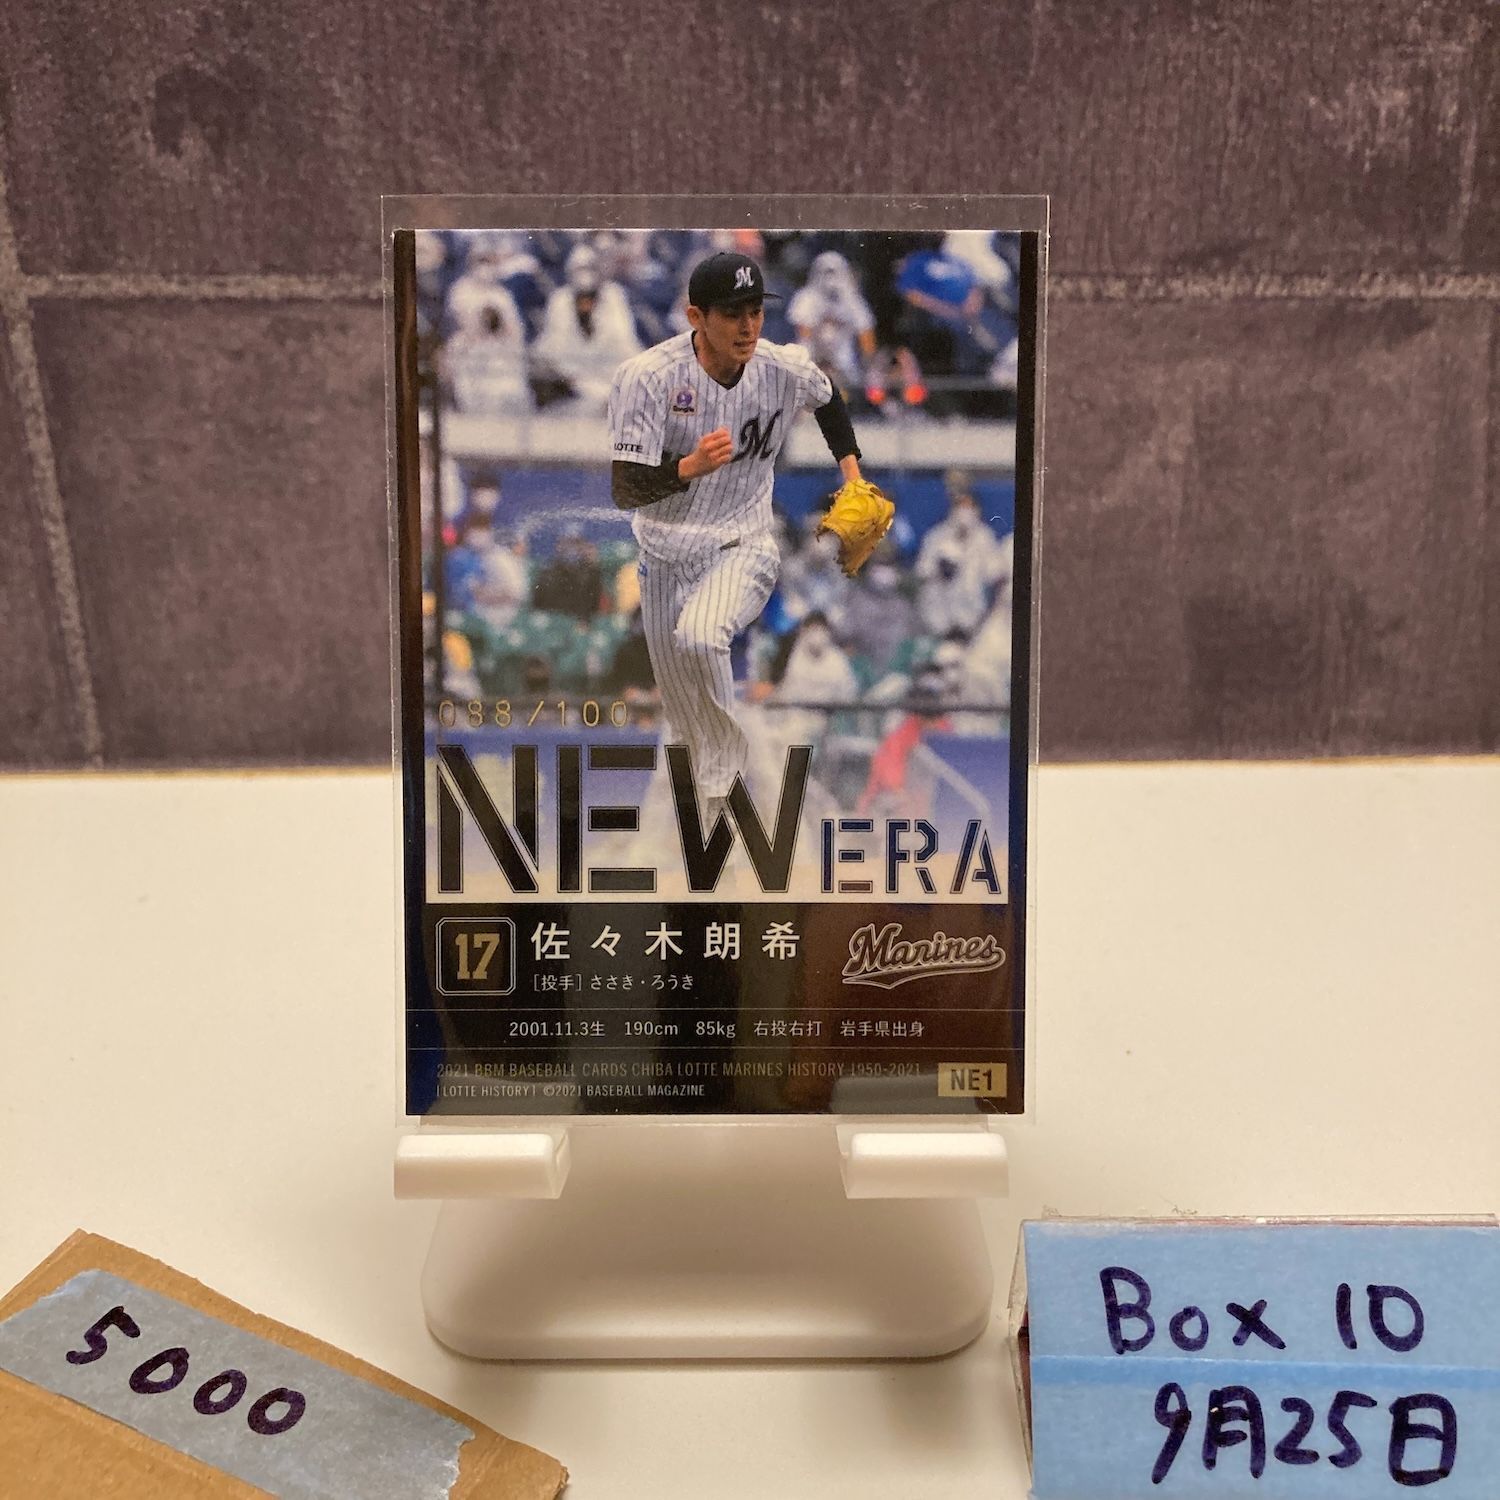 M
LOTTE
M
088/100
NEW ERA
17
佐々木朗希
[投手] ささき・ろうき
Marines
2001.11.3生 190cm 85kg 右投右打 岩手県出身
2021 BBM BASEBALL CARDS CHIBA LOTTE MARINES HISTORY 1950-2021
[LOTTE HISTORY] ©2021 BASEBALL MAGAZINE
NE1
5000
Box 10
9月25日